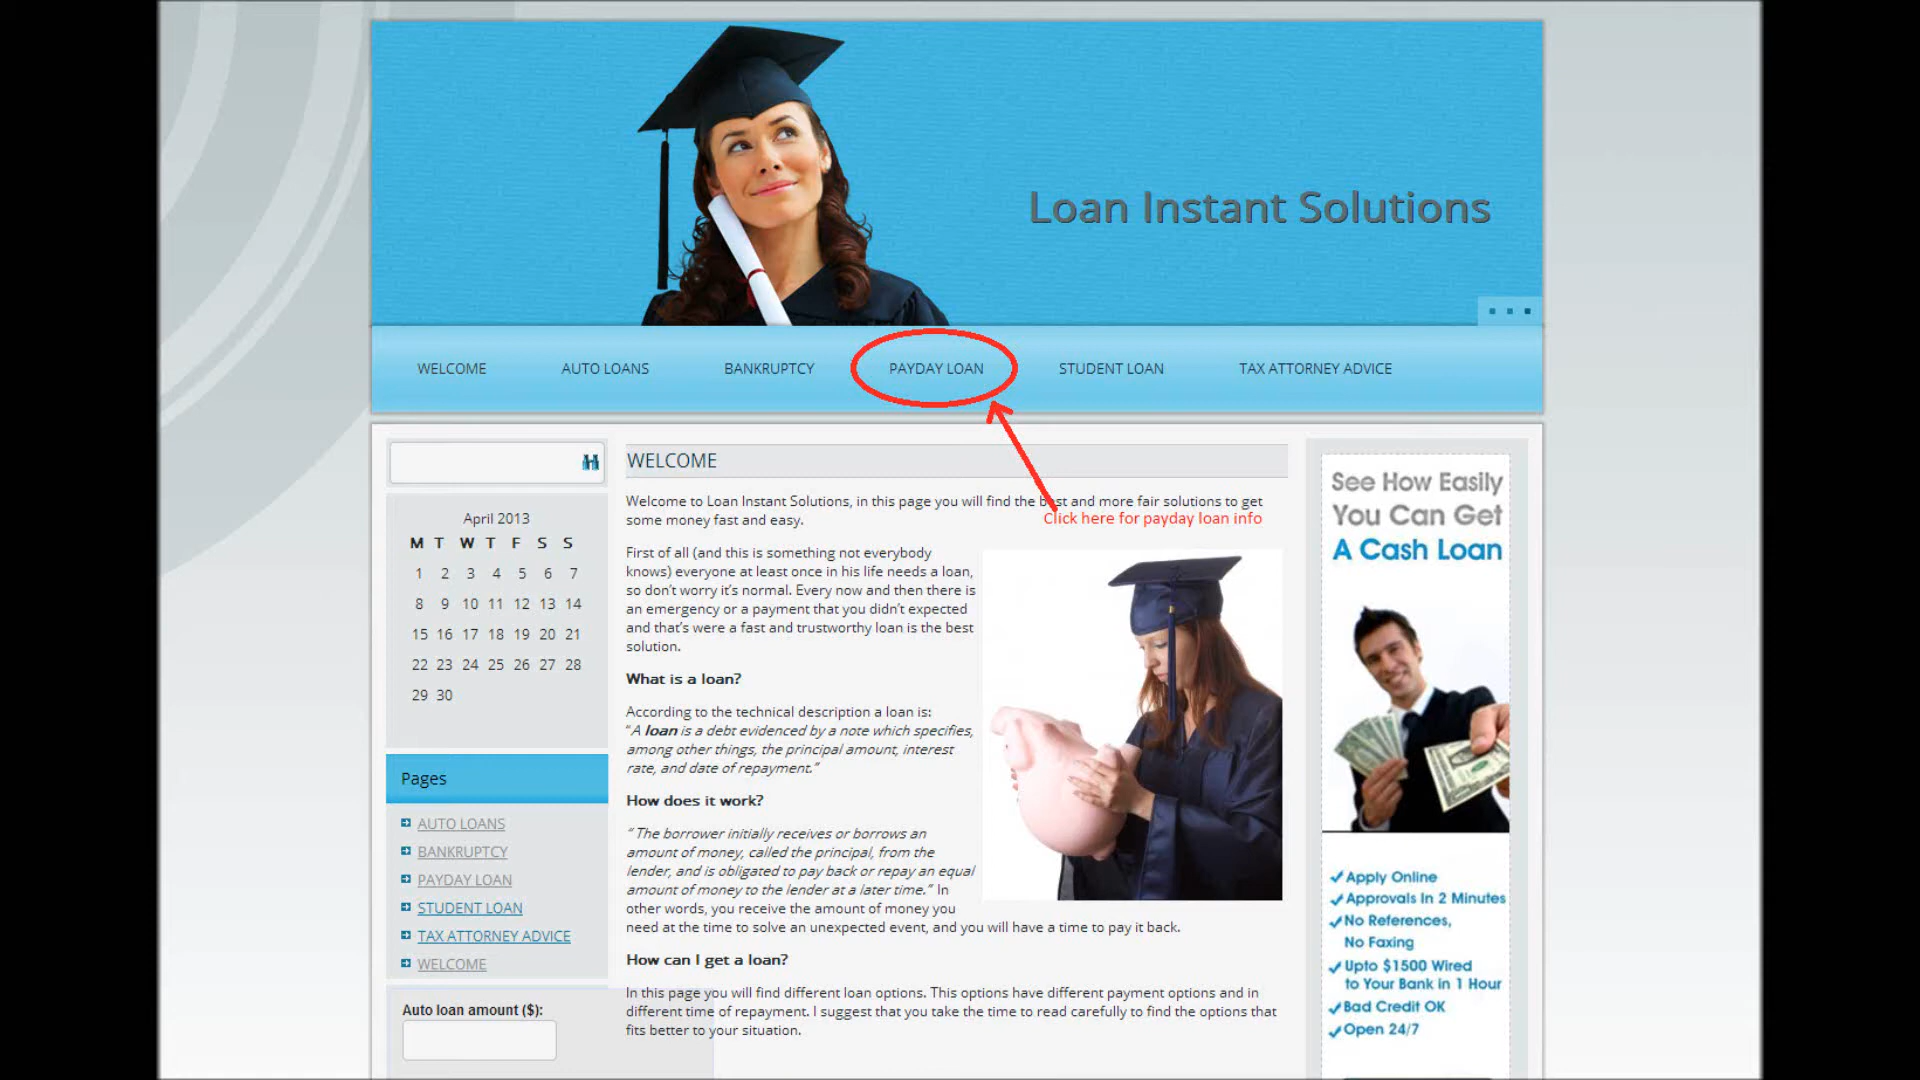 Loan Instant Solutions
WELCOME
AUTO LOANS
BANKRUPTCY
PAYDAY LOAN
STUDENT LOAN
TAX ATTORNEY ADVICE
April 2013
M T W T F S S
1 2 3 4 5 6 7
8 9 10 11 12 13 14
15 16 17 18 19 20 21
22 23 24 25 26 27 28
29 30
Pages
AUTO LOANS
BANKRUPTCY
PAYDAY LOAN
STUDENT LOAN
TAX ATTORNEY ADVICE
WELCOME
Auto loan amount ($):
WELCOME
Welcome to Loan Instant Solutions, in this page you will find the best and more fair solutions to get
some money fast and easy.
Click here for payday loan info
First of all (and this is something not everybody
knows) everyone at least once in his life needs a loan,
so don't worry it's normal. Every now and then there is
an emergency or a payment that you didn't expected
and that's were a fast and trustworthy loan is the best
solution.
What is a loan?
According to the technical description a loan is:
"A loan is a debt evidenced by a note which specifies,
among other things, the principal amount, interest
rate, and date of repayment."
How does it work?
" The borrower initially receives or borrows an
amount of money, called the principal, from the
lender, and is obligated to pay back or repay an equal
amount of money to the lender at a later time." In
other words, you receive the amount of money you
need at the time to solve an unexpected event, and you will have a time to pay it back.
How can I get a loan?
In this page you will find different loan options. This options have different payment options and in
different time of repayment. I suggest that you take the time to read carefully to find the options that
fits better to your situation.
See How Easily
You Can Get
A Cash Loan
Apply Online
Approvals In 2 Minutes
No References,
No Faxing
Upto $1500 Wired
to Your Bank in 1 Hour
Bad Credit OK
Open 24/7